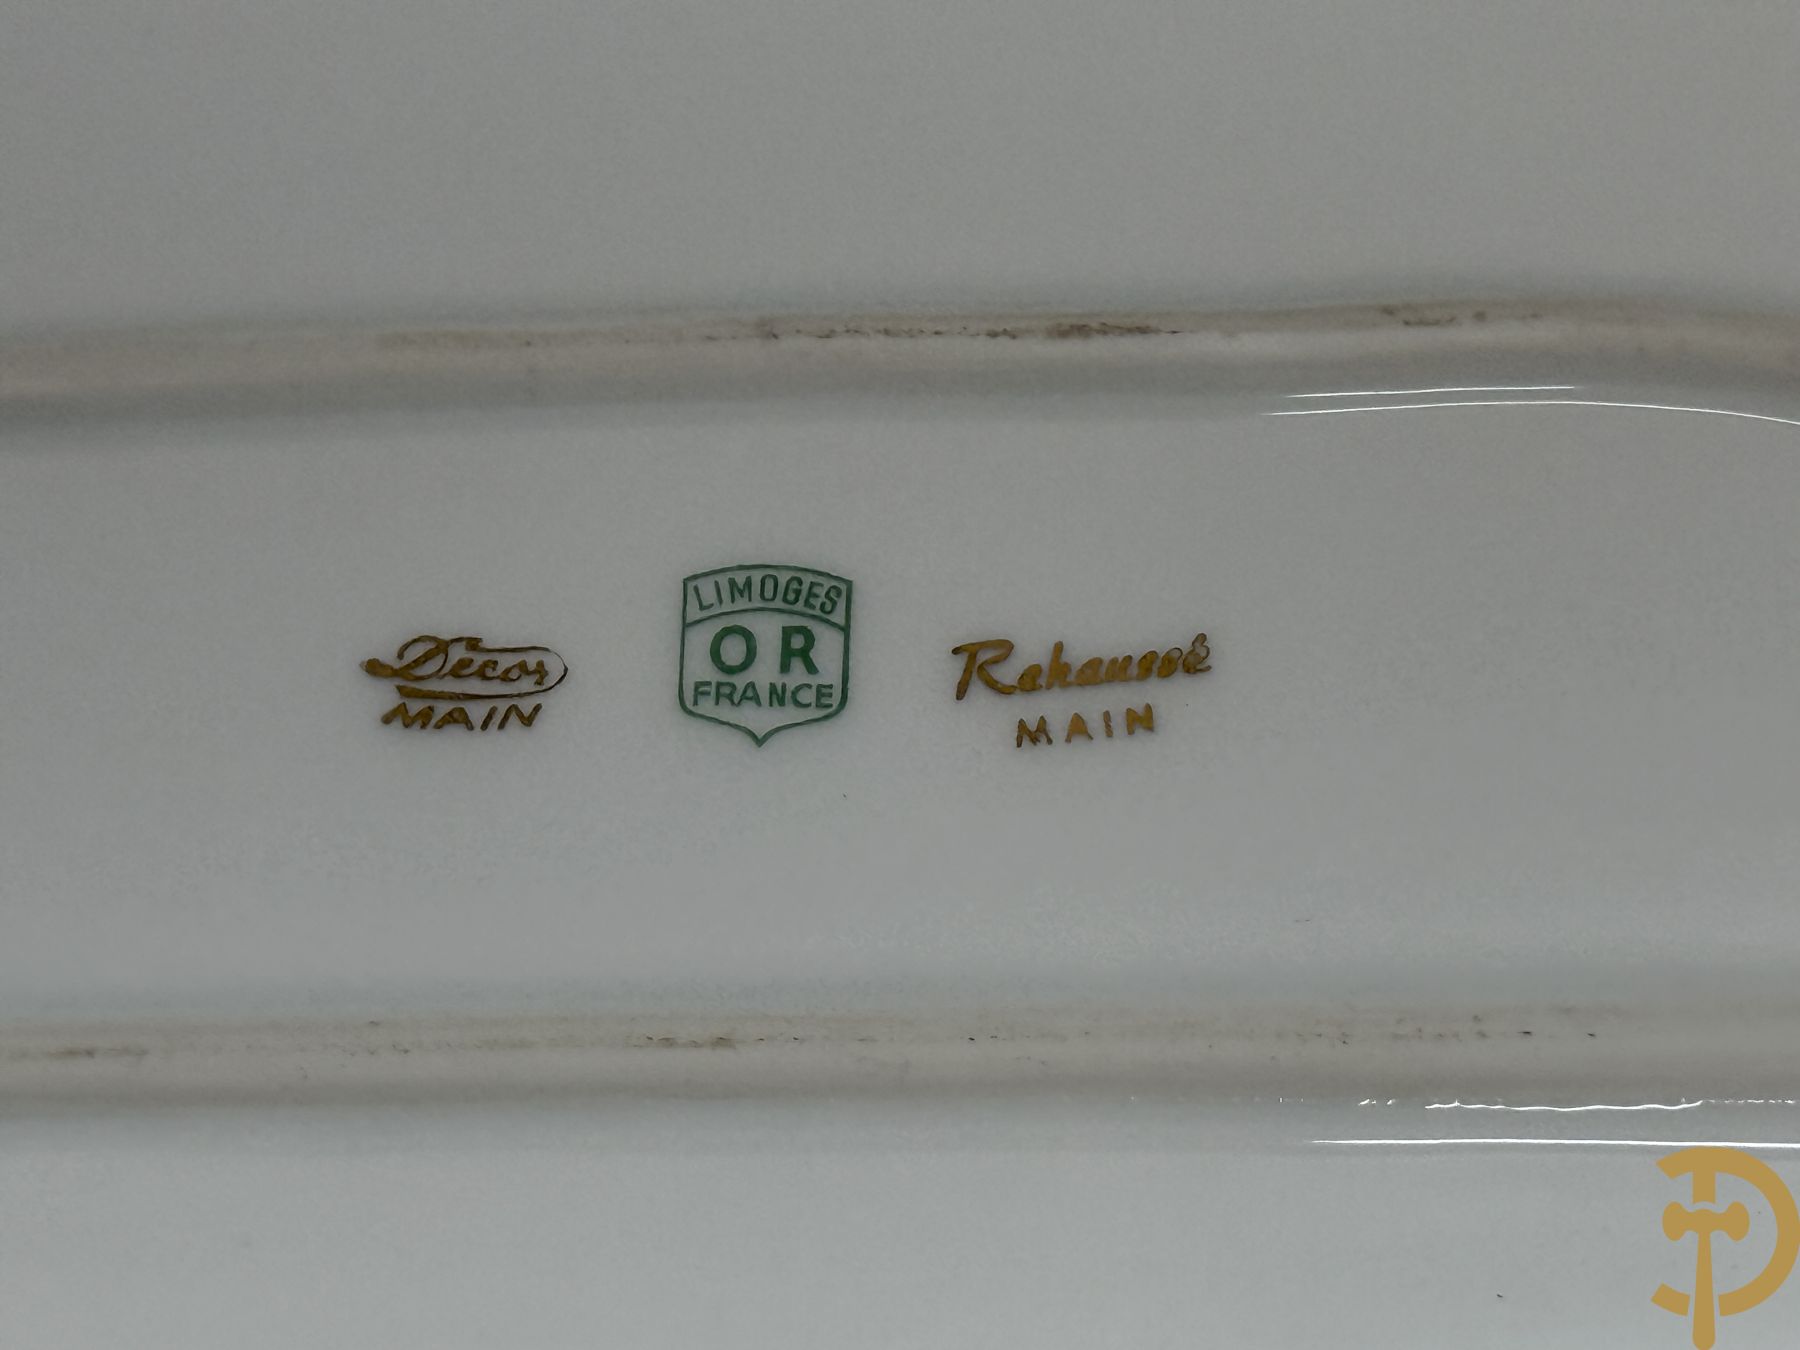 Décor
MAIN
LIMOGES
OR
FRANCE
Rehaussé
MAIN